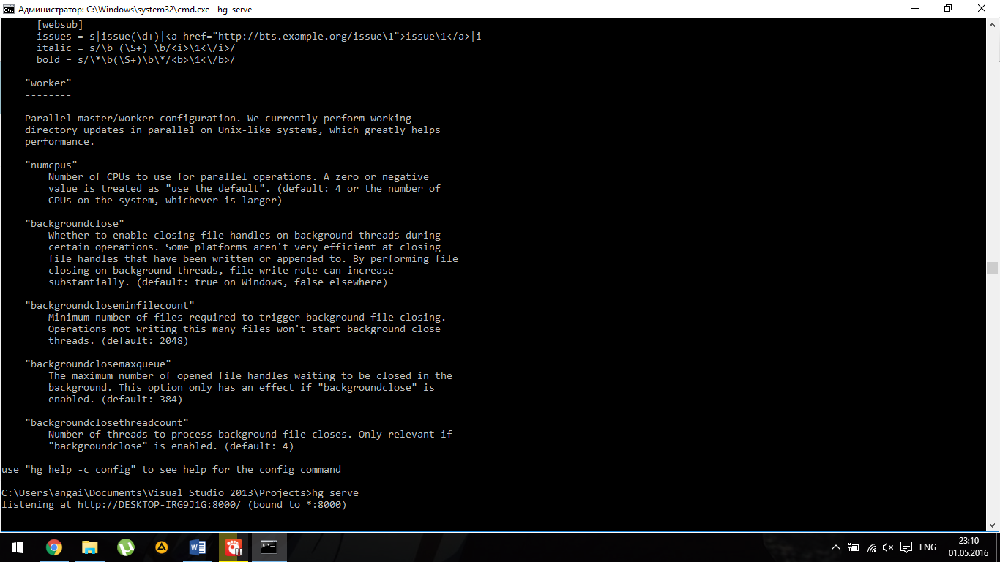 Администратор: C:\Windows\system32\cmd.exe - hg  serve
[websub]
issues = s|issue(\d+)|<a href="http://bts.example.org/issue\1">issue\1</a>|i
italic = s/\b_(\S+)_\b/<i>\1<\/i>/
bold = s/\*\b(\S+)\b\*/<b>\1<\/b>/
"worker"
--------
Parallel master/worker configuration. We currently perform working
directory updates in parallel on Unix-like systems, which greatly helps
performance.
"numcpus"
Number of CPUs to use for parallel operations. A zero or negative
value is treated as "use the default". (default: 4 or the number of
CPUs on the system, whichever is larger)
"backgroundclose"
Whether to enable closing file handles on background threads during
certain operations. Some platforms aren't very efficient at closing
file handles that have been written or appended to. By performing file
closing on background threads, file write rate can increase
substantially. (default: true on Windows, false elsewhere)
"backgroundcloseminfilecount"
Minimum number of files required to trigger background file closing.
Operations not writing this many files won't start background close
threads. (default: 2048)
"backgroundclosemaxqueue"
The maximum number of opened file handles waiting to be closed in the
background. This option only has an effect if "backgroundclose" is
enabled. (default: 384)
"backgroundclosethreadcount"
Number of threads to process background file closes. Only relevant if
"backgroundclose" is enabled. (default: 4)
use "hg help -c config" to see help for the config command
C:\Users\angai\Documents\Visual Studio 2013\Projects>hg serve
listening at http://DESKTOP-IRG9J1G:8000/ (bound to *:8000)
ENG
23:10
01.05.2016